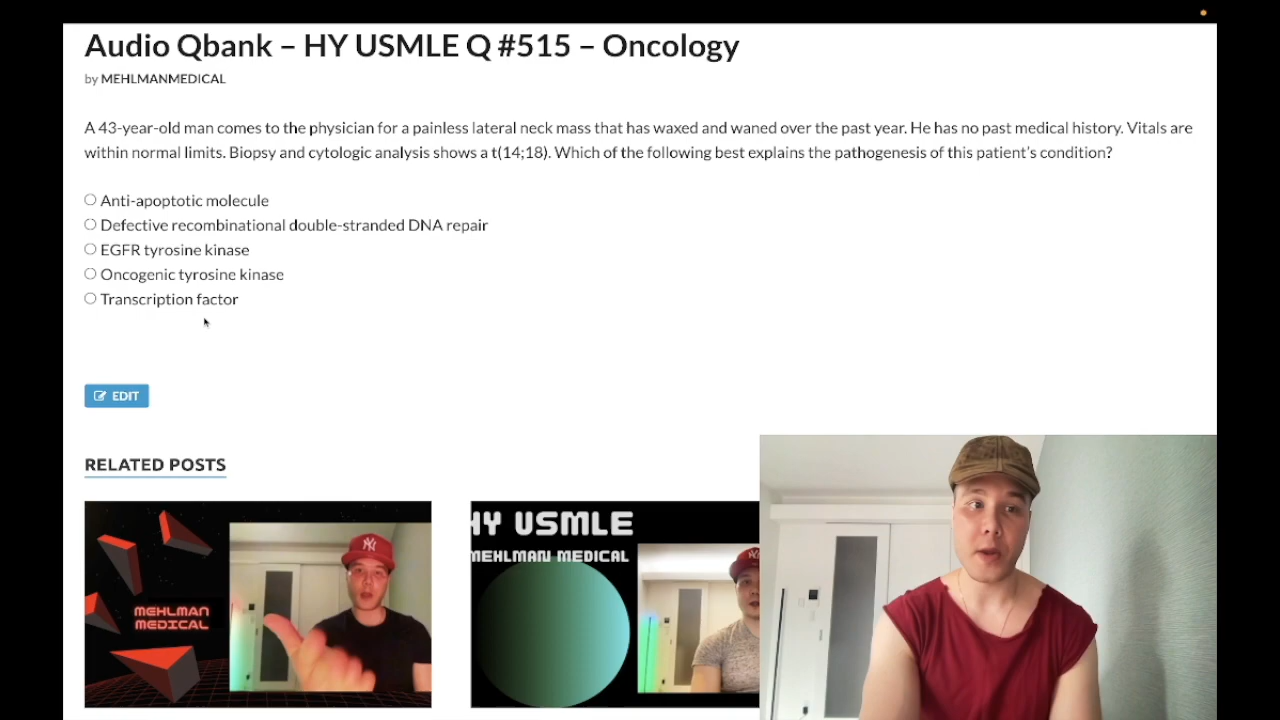 Audio Qbank – HY USMLE Q #515 – Oncology
by MEHLMANMEDICAL
A 43-year-old man comes to the physician for a painless lateral neck mass that has waxed and waned over the past year. He has no past medical history. Vitals are
within normal limits. Biopsy and cytologic analysis shows a t(14;18). Which of the following best explains the pathogenesis of this patient's condition?
Anti-apoptotic molecule
Defective recombinational double-stranded DNA repair
EGFR tyrosine kinase
Oncogenic tyrosine kinase
Transcription factor
EDIT
RELATED POSTS
MEHLMAN
MEDICAL
HY USMLE
MEHLMAN MEDICAL